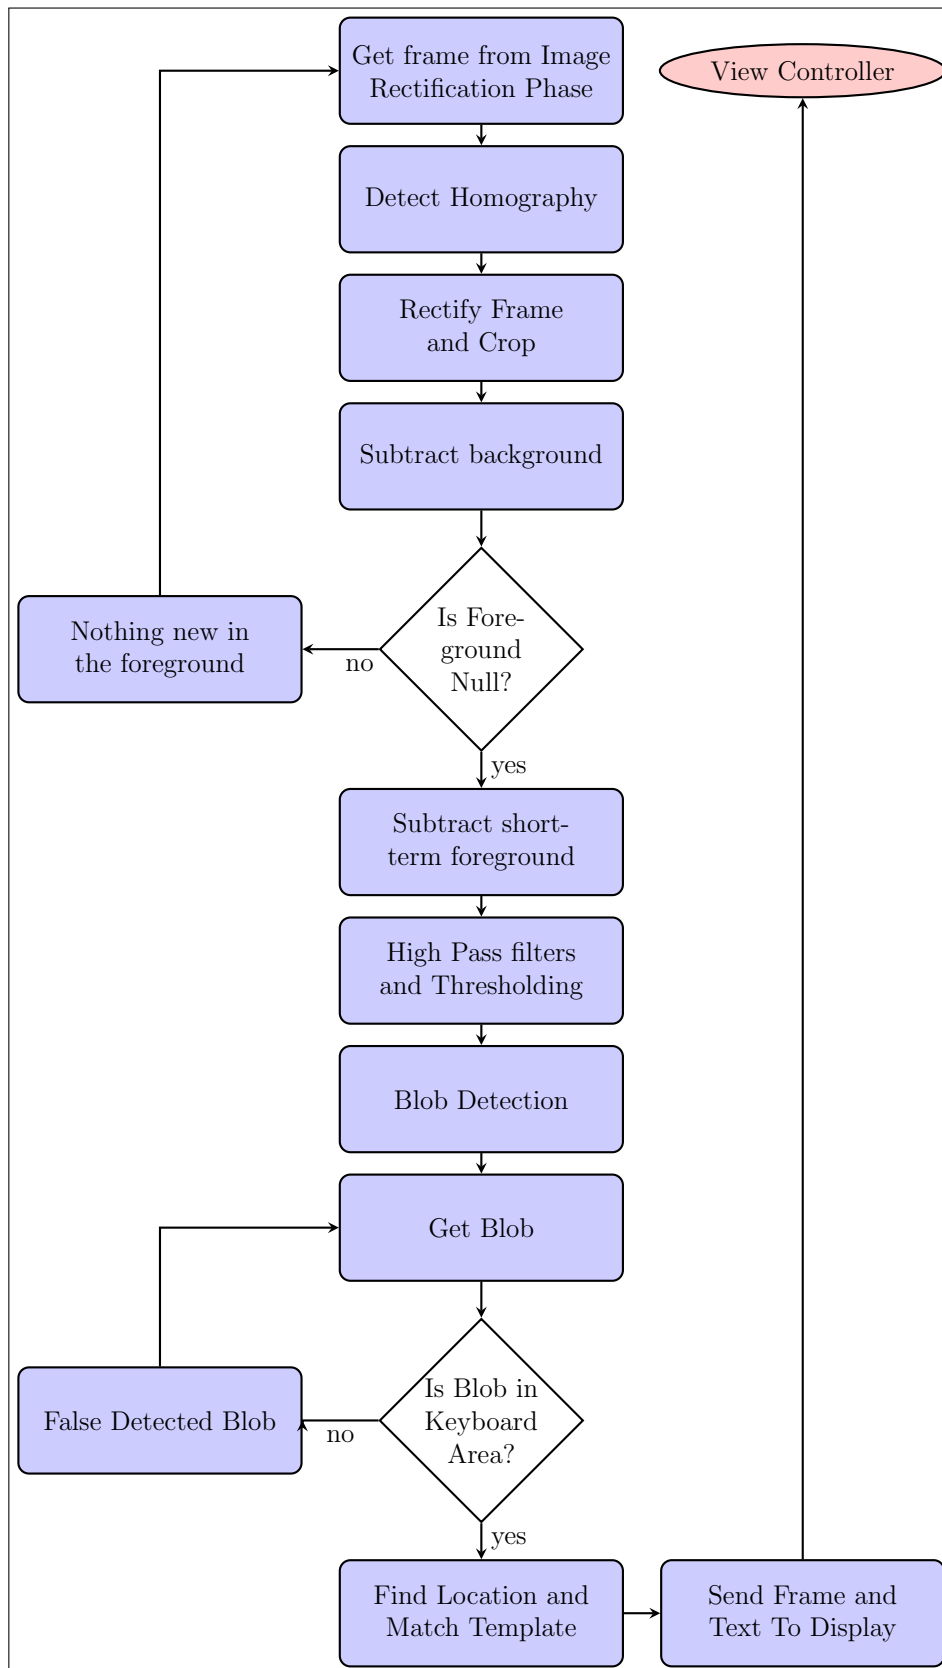 Get frame from Image
Rectification Phase
View Controller
Detect Homography
Rectify Frame
and Crop
Subtract background
Is Fore-
ground
Null?
Nothing new in
the foreground
no
yes
Subtract short-
term foreground
High Pass filters
and Thresholding
Blob Detection
Get Blob
Is Blob in
Keyboard
Area?
False Detected Blob
no
yes
Find Location and
Match Template
Send Frame and
Text To Display